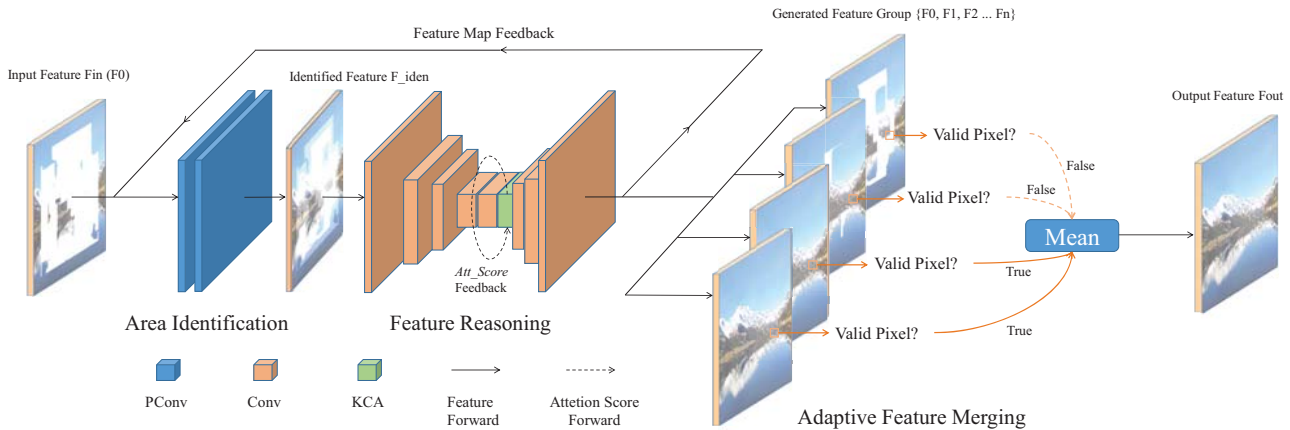 Generated Feature Group {F0, F1, F2 ... Fn}
Feature Map Feedback
Input Feature Fin (F0)
Identified Feature F_iden
Output Feature Fout
Valid Pixel?
False
Valid Pixel?
False
Mean
Valid Pixel?
True
Valid Pixel?
True
Att_Score
Feedback
Area Identification
Feature Reasoning
PConv
Conv
KCA
Feature
Forward
Attetion Score
Forward
Adaptive Feature Merging